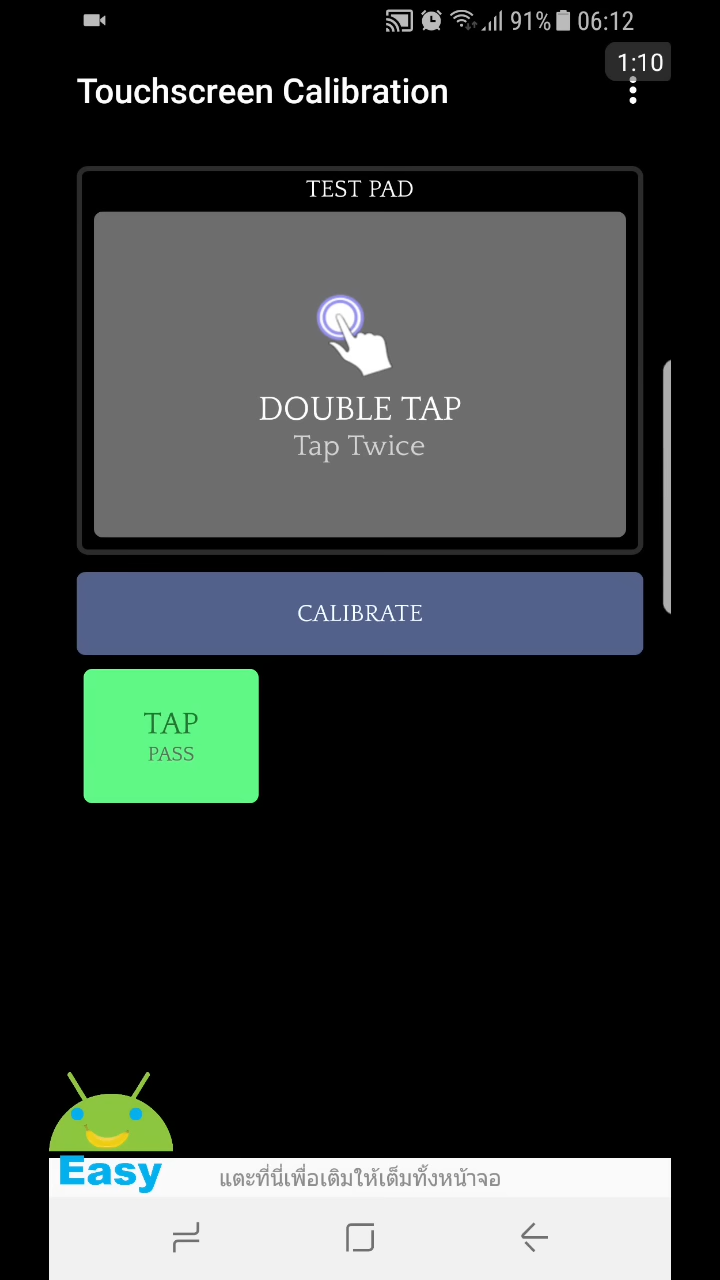 91% 06:12
1:10
Touchscreen Calibration
TEST PAD
DOUBLE TAP
Tap Twice
CALIBRATE
TAP
PASS
Easy
แตะที่นี่เพื่อเติมให้เต็มทั้งหน้าจอ